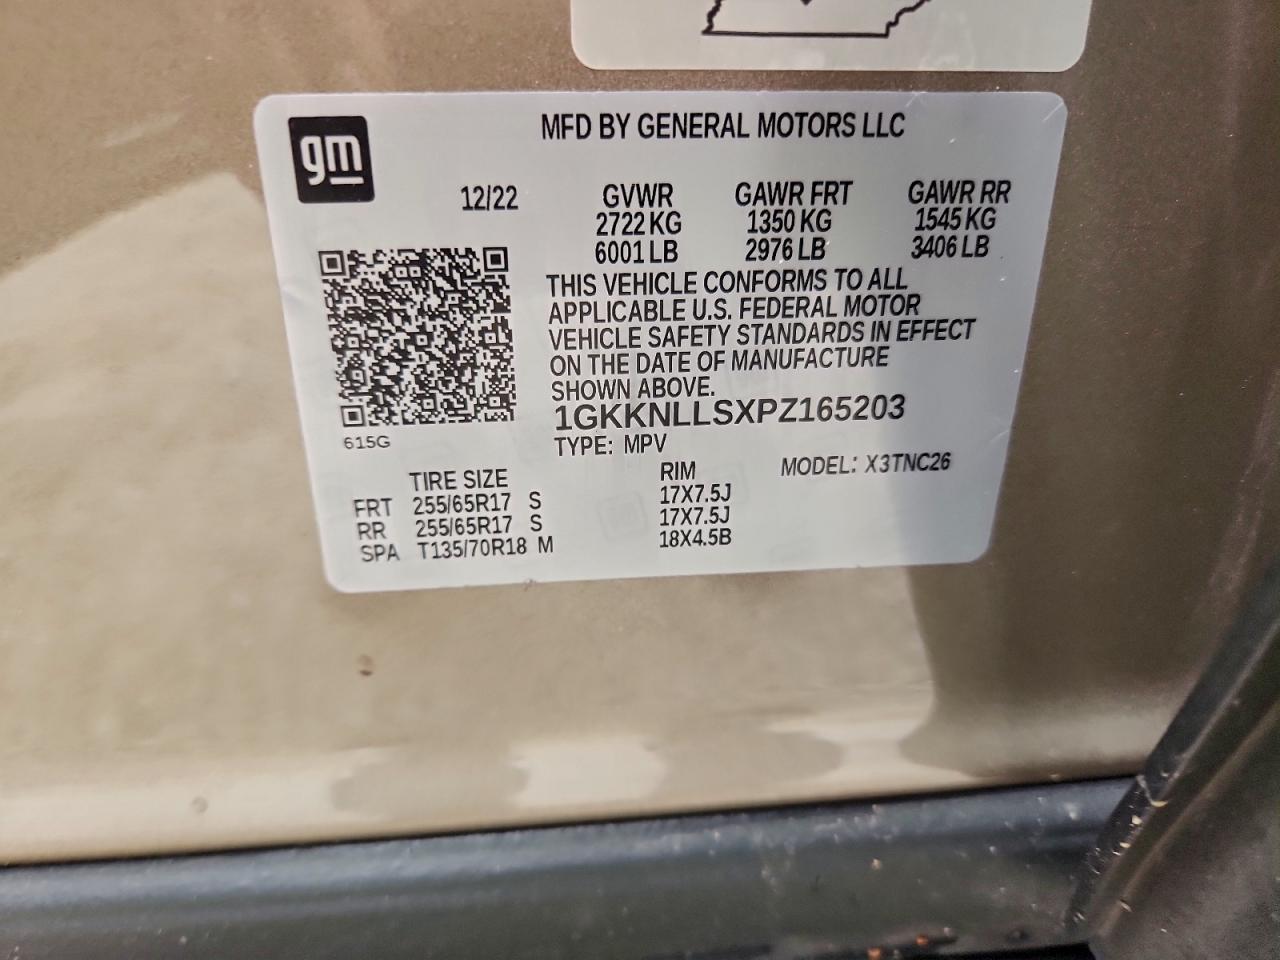 gm
MFD BY GENERAL MOTORS LLC
12/22 GVWR GAWR FRT GAWR RR
2722 KG 1350 KG 1545 KG
6001 LB 2976 LB 3406 LB
THIS VEHICLE CONFORMS TO ALL
APPLICABLE U.S. FEDERAL MOTOR
VEHICLE SAFETY STANDARDS IN EFFECT
ON THE DATE OF MANUFACTURE
SHOWN ABOVE.
1GKKNLLSXPZ165203
615G
TYPE: MPV
MODEL: X3TNC26
TIRE SIZE RIM
FRT 255/65R17 S 17X7.5J
RR 255/65R17 S 17X7.5J
SPA T135/70R18 M 18X4.5B